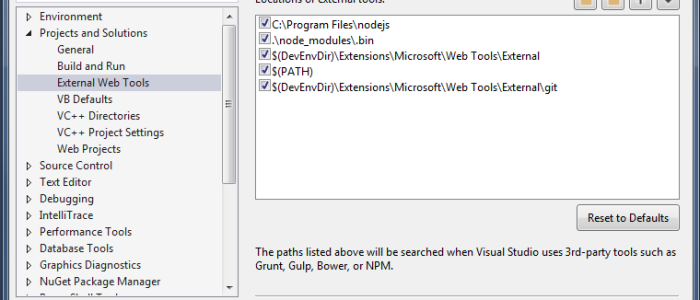 Locations of external tools:
Environment
Projects and Solutions
General
Build and Run
External Web Tools
VB Defaults
VC++ Directories
VC++ Project Settings
Web Projects
Source Control
Text Editor
Debugging
IntelliTrace
Performance Tools
Database Tools
Graphics Diagnostics
NuGet Package Manager
C:\Program Files\nodejs
.\node_modules\.bin
$(DevEnvDir)\Extensions\Microsoft\Web Tools\External
$(PATH)
$(DevEnvDir)\Extensions\Microsoft\Web Tools\External\git
Reset to Defaults
The paths listed above will be searched when Visual Studio uses 3rd-party tools such as
Grunt, Gulp, Bower, or NPM.